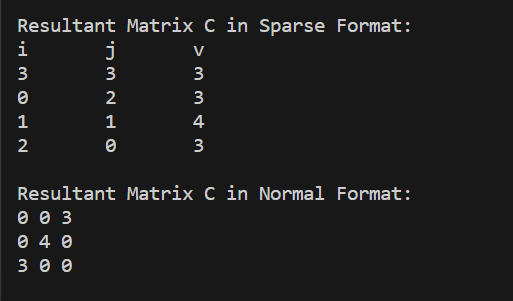 Resultant Matrix C in Sparse Format:
i j v
3 3 3
0 2 3
1 1 4
2 0 3
Resultant Matrix C in Normal Format:
0 0 3
0 4 0
3 0 0